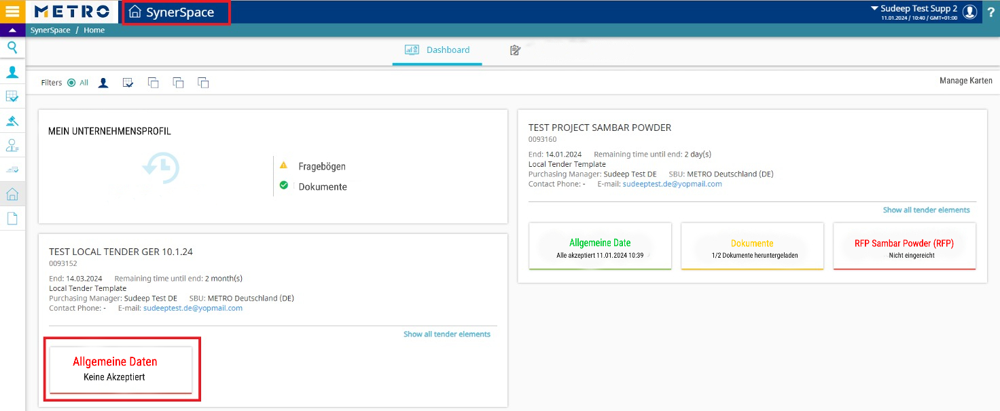 METRO
SynerSpace
Sudeep Test Supp 2
11.01.2024 / 10:40 / GMT+01:00
?
SynerSpace / Home
Dashboard
Filters All
Manage Karten
MEIN UNTERNEHMENSPROFIL
Fragebögen
Dokumente
TEST LOCAL TENDER GER 10.1.24
0093152
End: 14.03.2024 Remaining time until end: 2 month(s)
Local Tender Template
Purchasing Manager: Sudeep Test DE SBU: METRO Deutschland (DE)
Contact Phone: - E-mail: sudeeptest.de@yopmail.com
Show all tender elements
Allgemeine Daten
Keine Akzeptiert
TEST PROJECT SAMBAR POWDER
0093160
End: 14.01.2024 Remaining time until end: 2 day(s)
Local Tender Template
Purchasing Manager: Sudeep Test DE SBU: METRO Deutschland (DE)
Contact Phone: - E-mail: sudeeptest.de@yopmail.com
Show all tender elements
Allgemeine Date
Alle akzeptiert 11.01.2024 10:39
Dokumente
1/2 Dokumente heruntergeladen
RFP Sambar Powder (RFP)
Nicht eingereicht